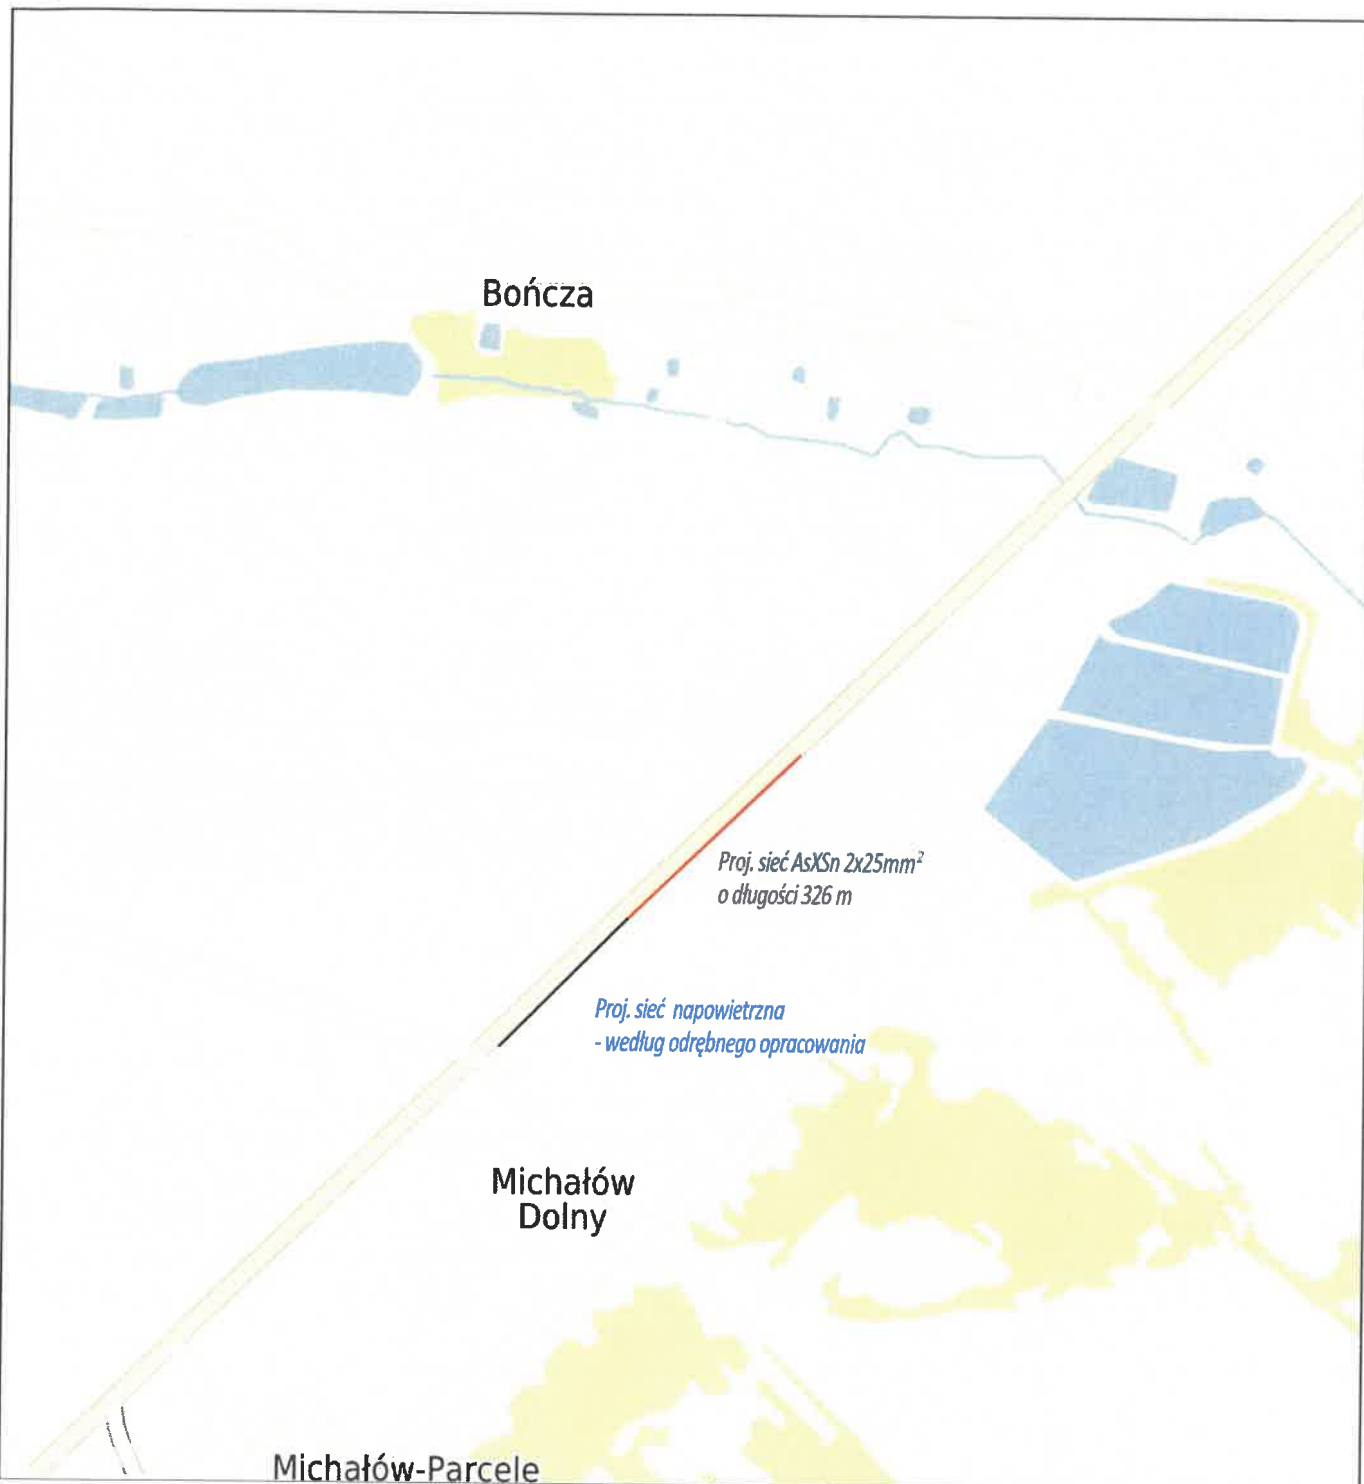 Bończa
Proj. sieć AsXSn 2x25mm²
o długości 326 m
Proj. sieć napowietrzna
- według odrębnego opracowania
Michałów
Dolny
Michałów-Parcele